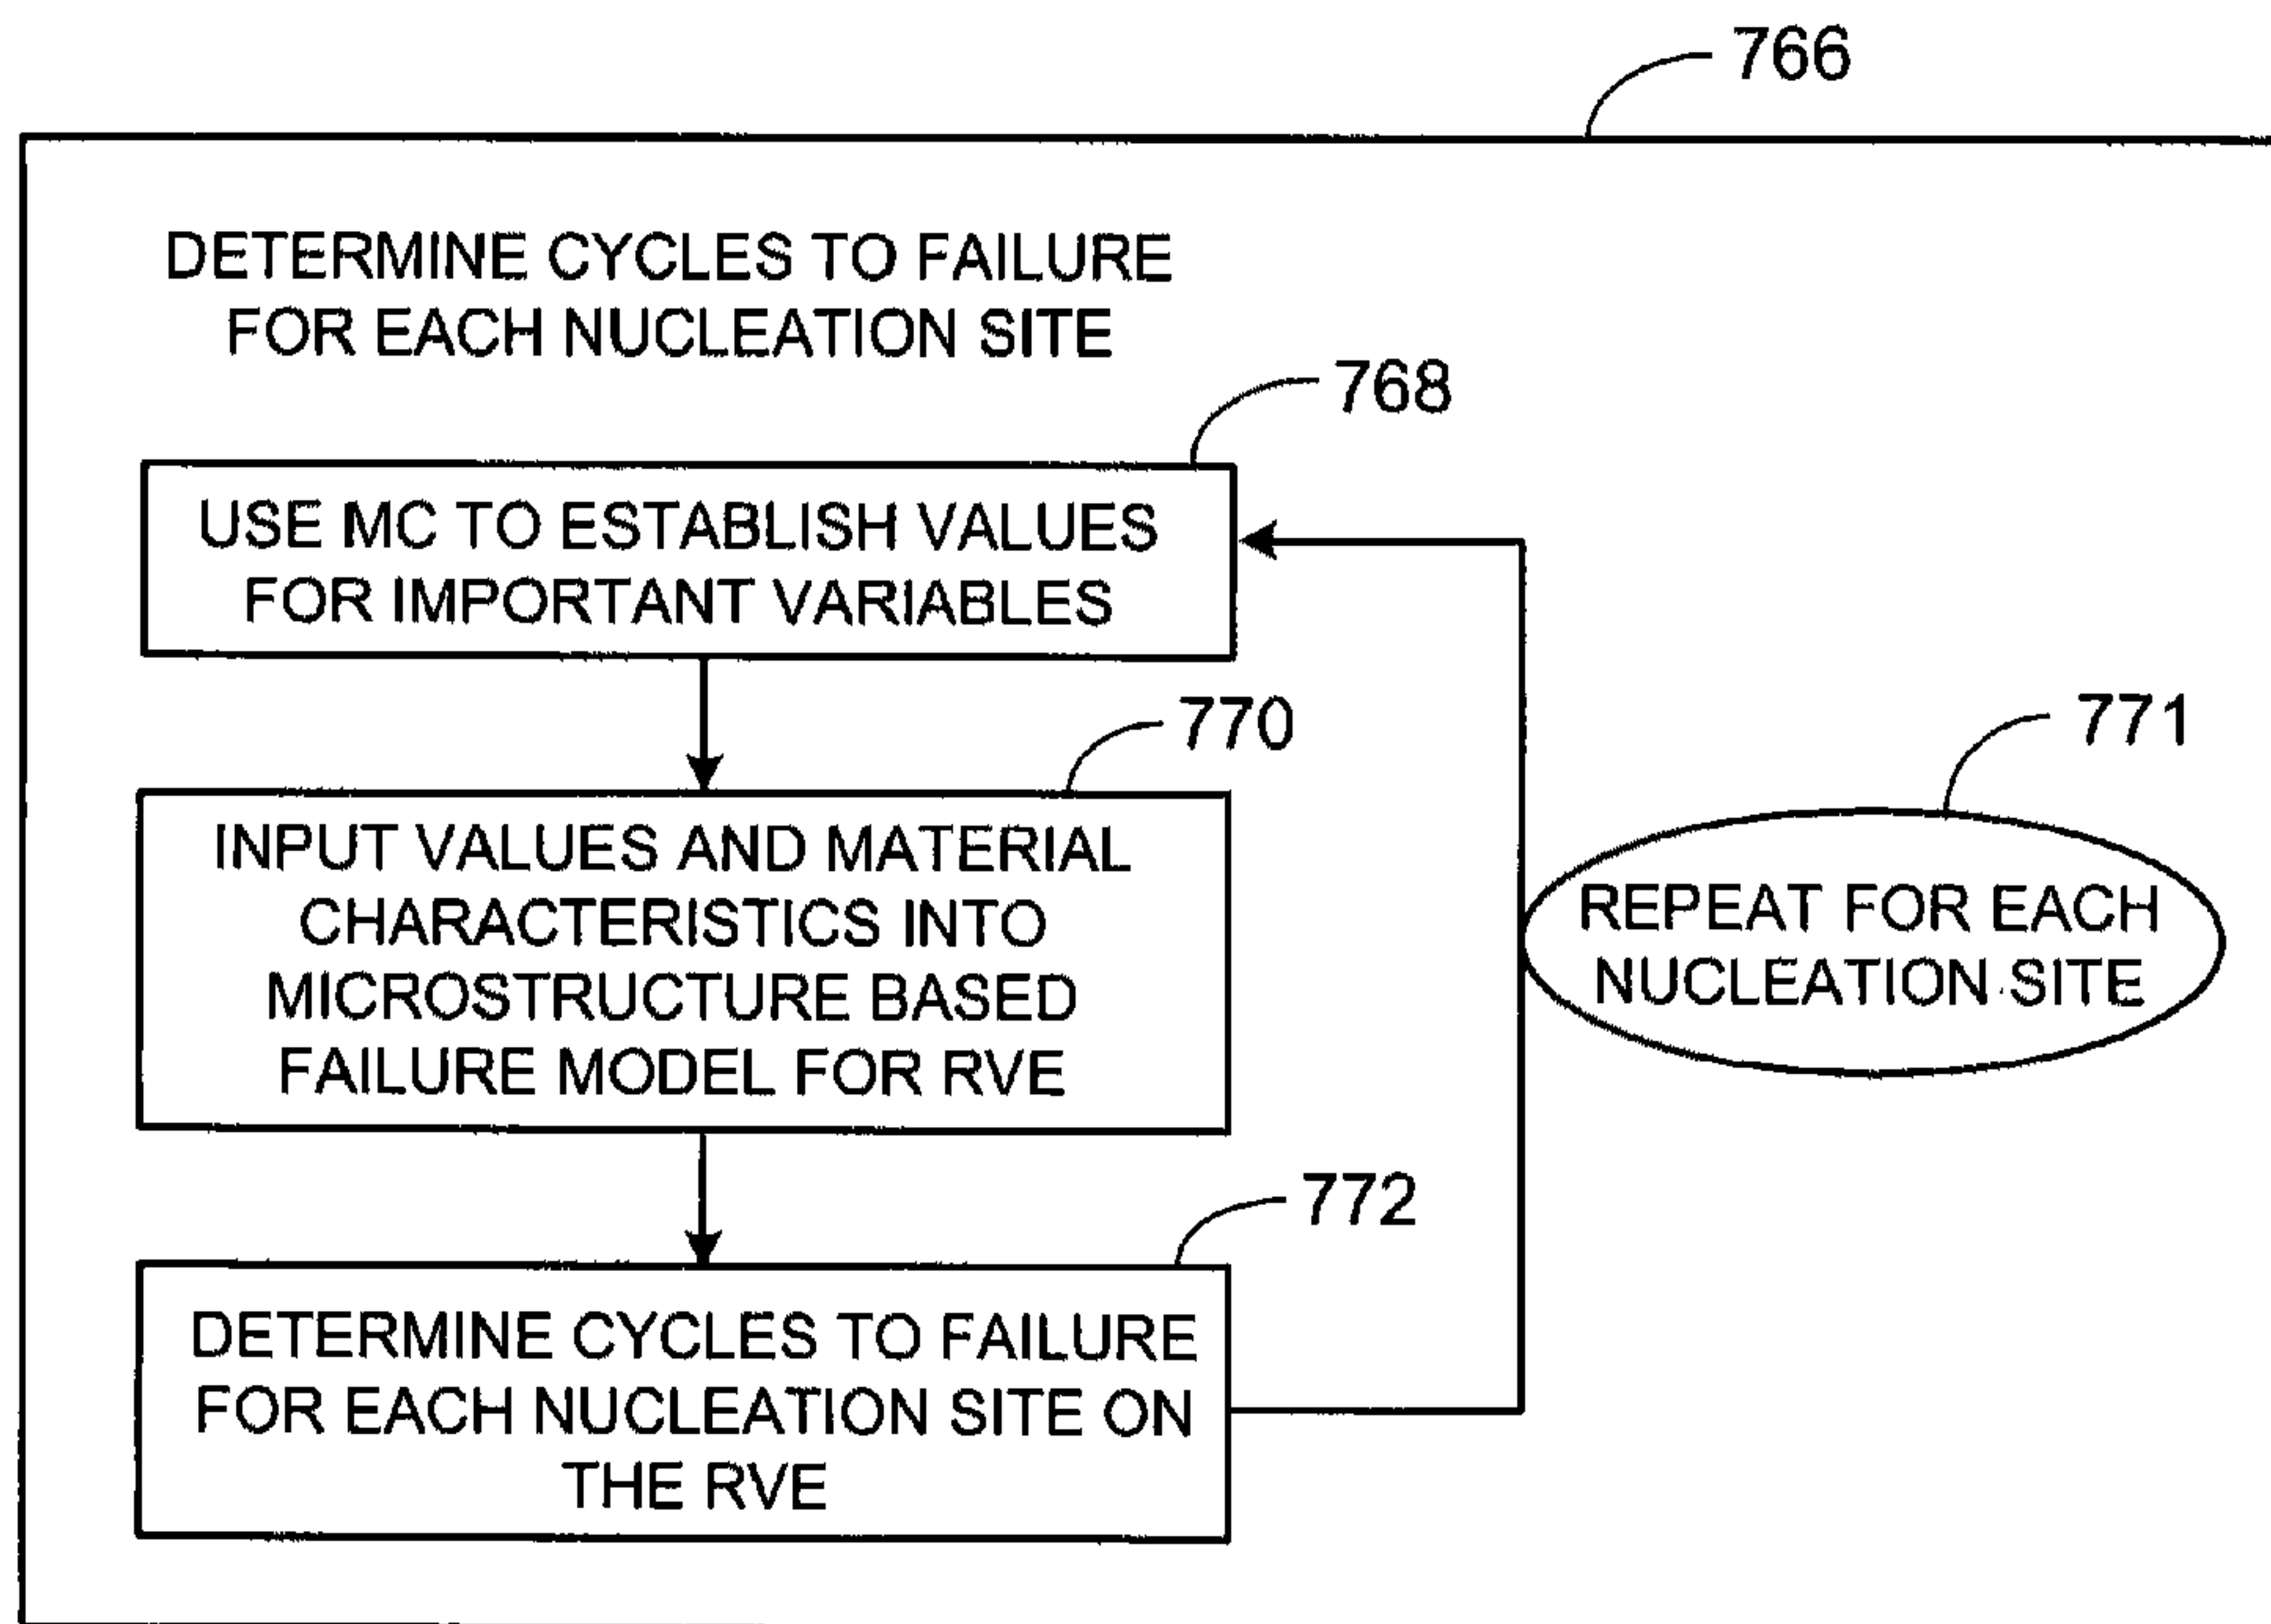 766
DETERMINE CYCLES TO FAILURE
FOR EACH NUCLEATION SITE
768
USE MC TO ESTABLISH VALUES
FOR IMPORTANT VARIABLES
770
INPUT VALUES AND MATERIAL
CHARACTERISTICS INTO
MICROSTRUCTURE BASED
FAILURE MODEL FOR RVE
771
REPEAT FOR EACH
NUCLEATION SITE
772
DETERMINE CYCLES TO FAILURE
FOR EACH NUCLEATION SITE ON
THE RVE